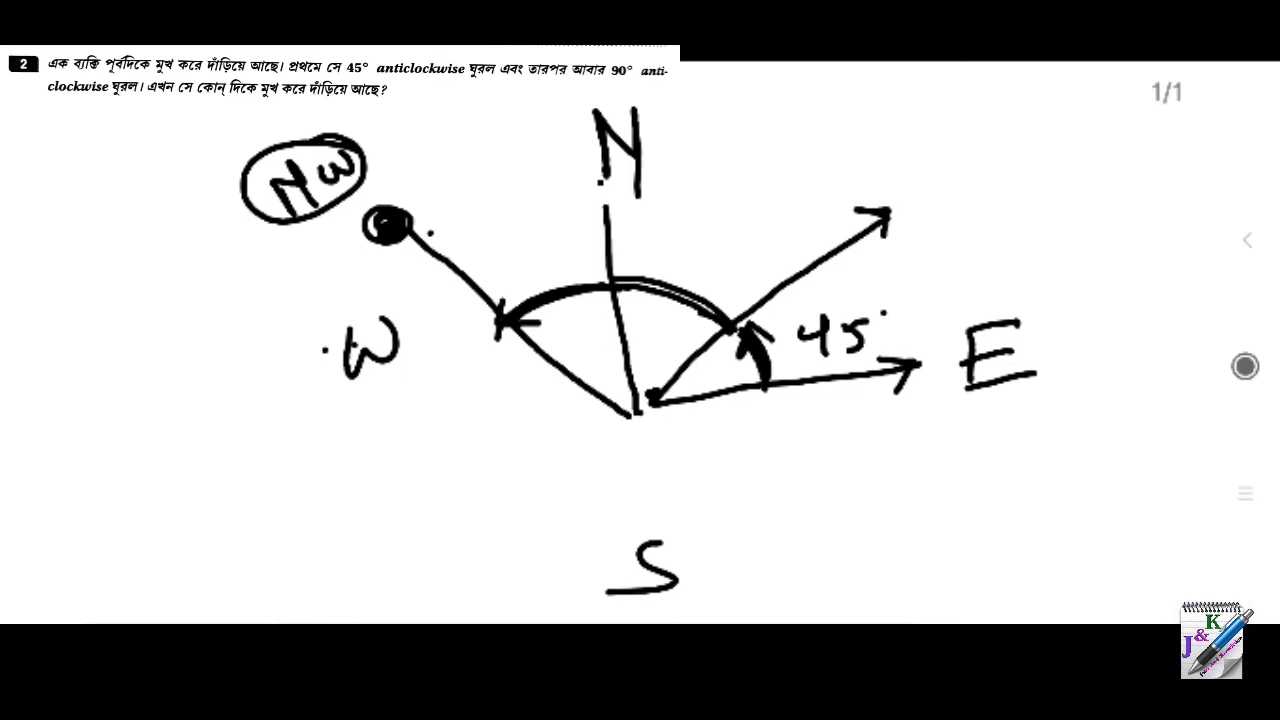 2 এক ব্যক্তি পূর্বদিকে মুখ করে দাঁড়িয়ে আছে। প্রথমে সে 45° anticlockwise ঘুরল এবং তারপর আবার 90° anti-
clockwise ঘুরল। এখন সে কোন্ দিকে মুখ করে দাঁড়িয়ে আছে?
1/1
N
NW
45°
W
E
S
J&K